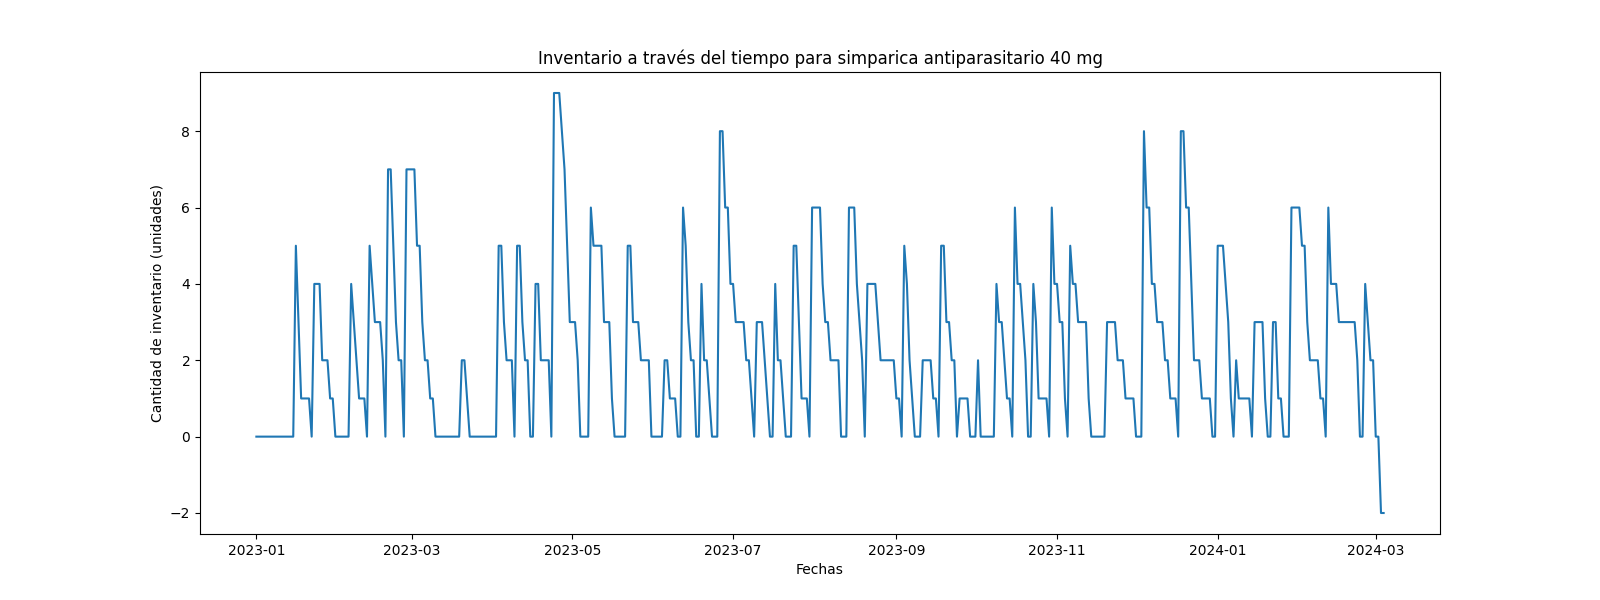 Inventario a través del tiempo para simparica antiparasitario 40 mg
Cantidad de inventario (unidades)
8
6
4
2
0
−2
2023-01 2023-03 2023-05 2023-07 2023-09 2023-11 2024-01 2024-03
Fechas